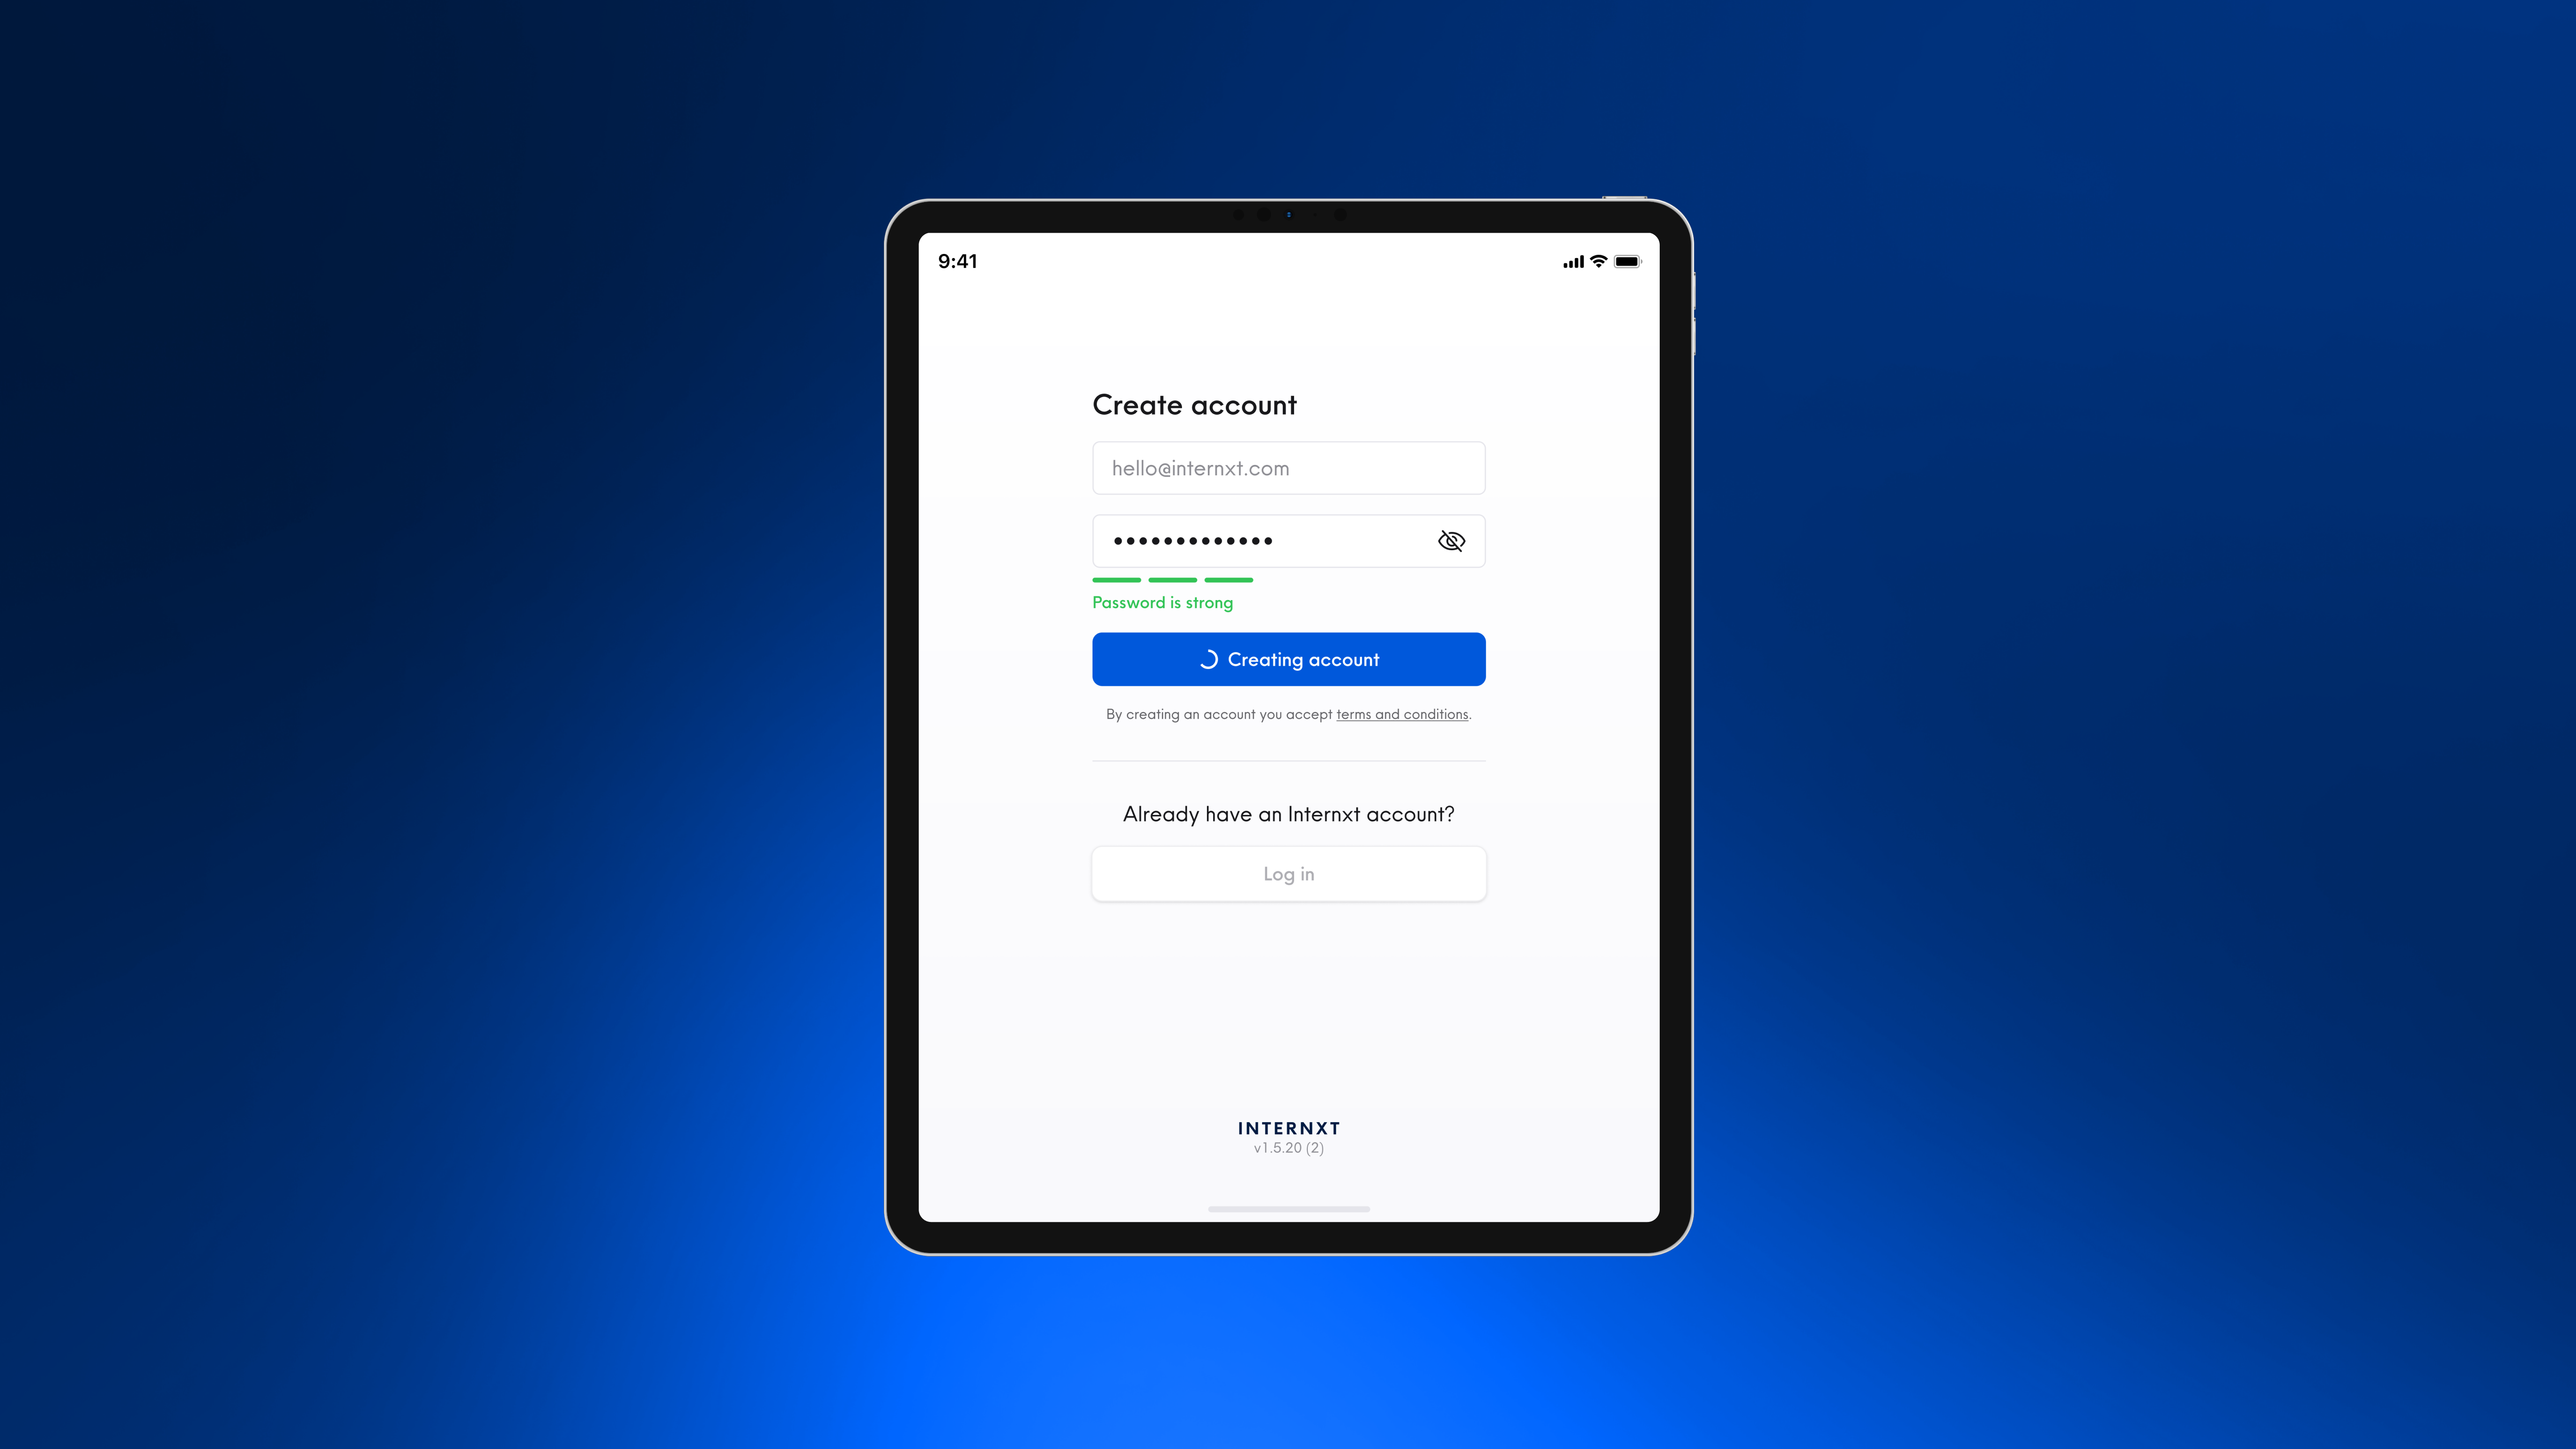 9:41
Create account
hello@internxt.com
Password is strong
Creating account
By creating an account you accept terms and conditions.
Already have an Internxt account?
Log in
INTERNXT
v1.5.20 (2)